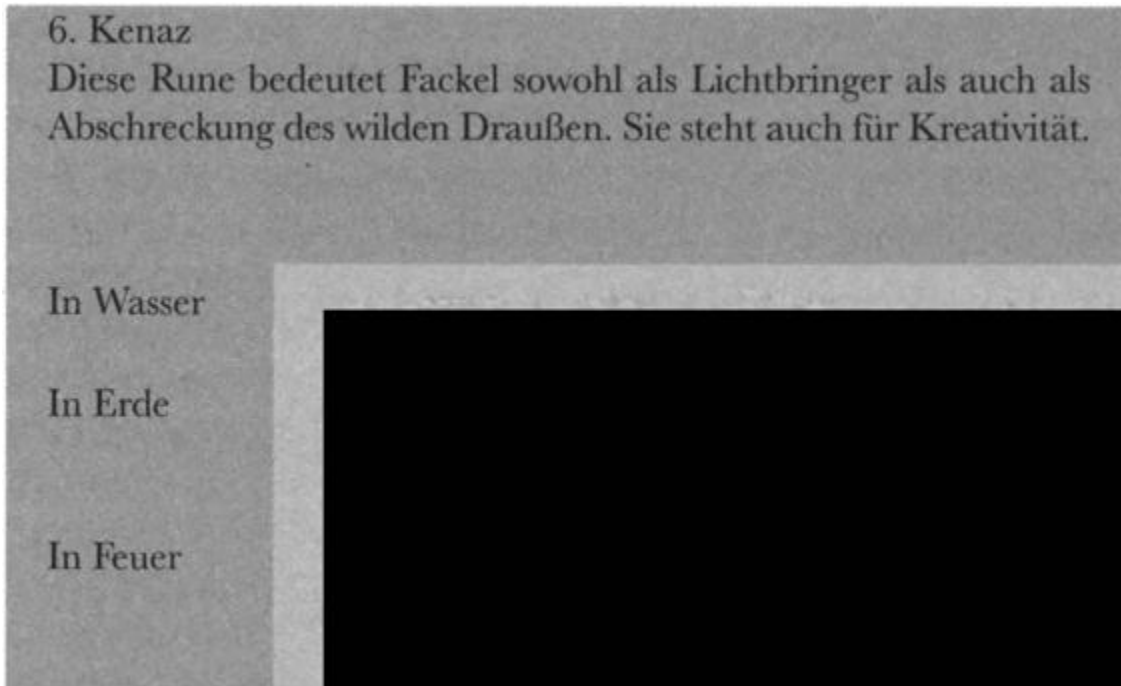 6. Kenaz
Diese Rune bedeutet Fackel sowohl als Lichtbringer als auch als
Abschreckung des wilden Draußen. Sie steht auch für Kreativität.
In Wasser
In Erde
In Feuer